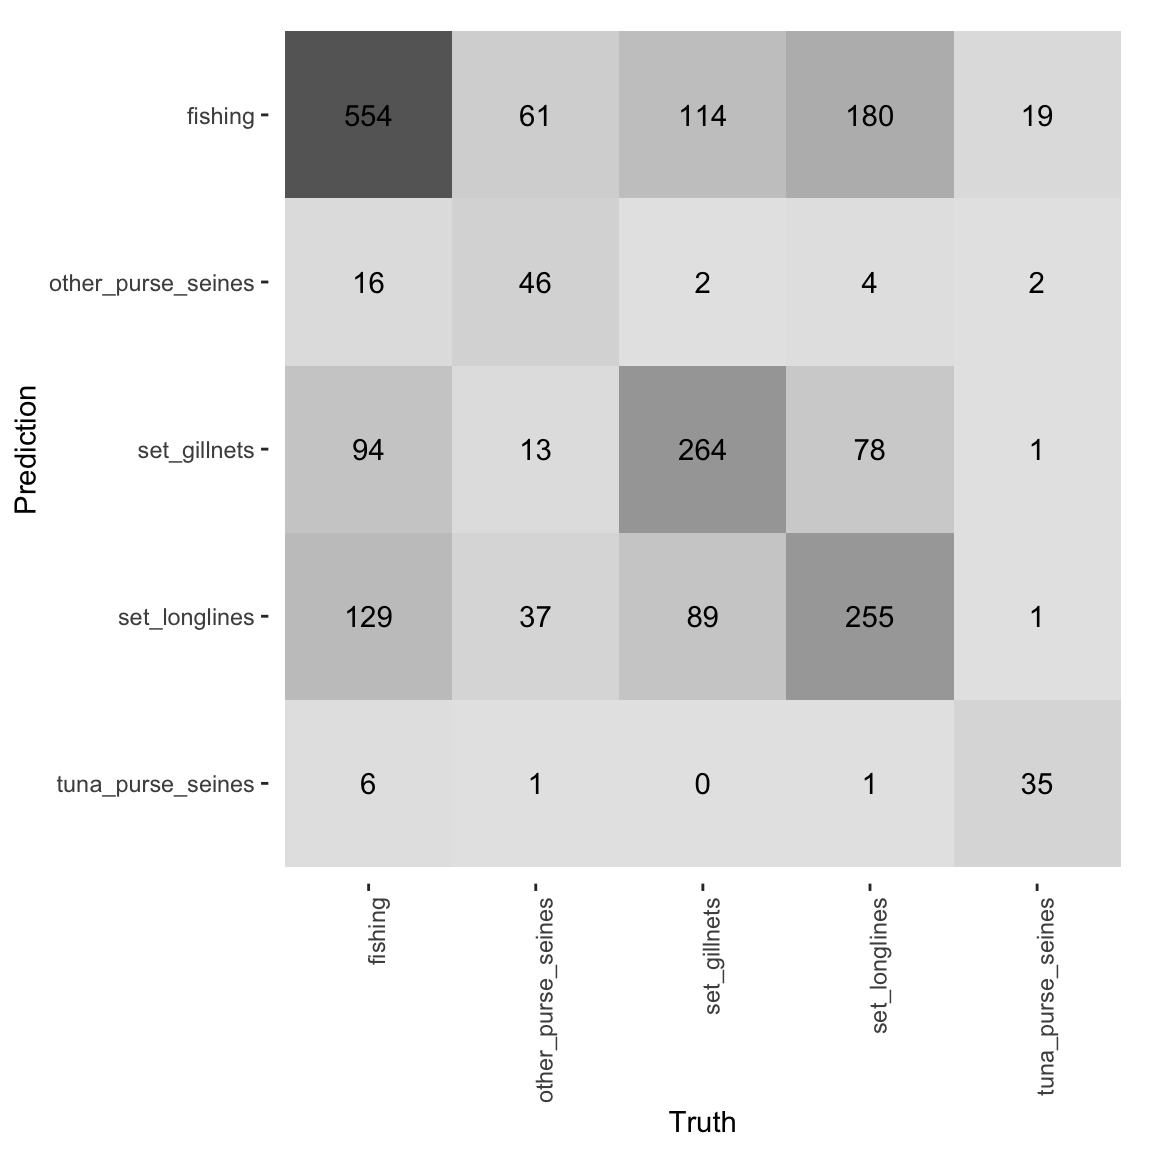 fishing 554 61 114 180 19
other_purse_seines 16 46 2 4 2
set_gillnets 94 13 264 78 1
set_longlines 129 37 89 255 1
tuna_purse_seines 6 1 0 1 35
Prediction
fishing
other_purse_seines
set_gillnets
set_longlines
tuna_purse_seines
Truth